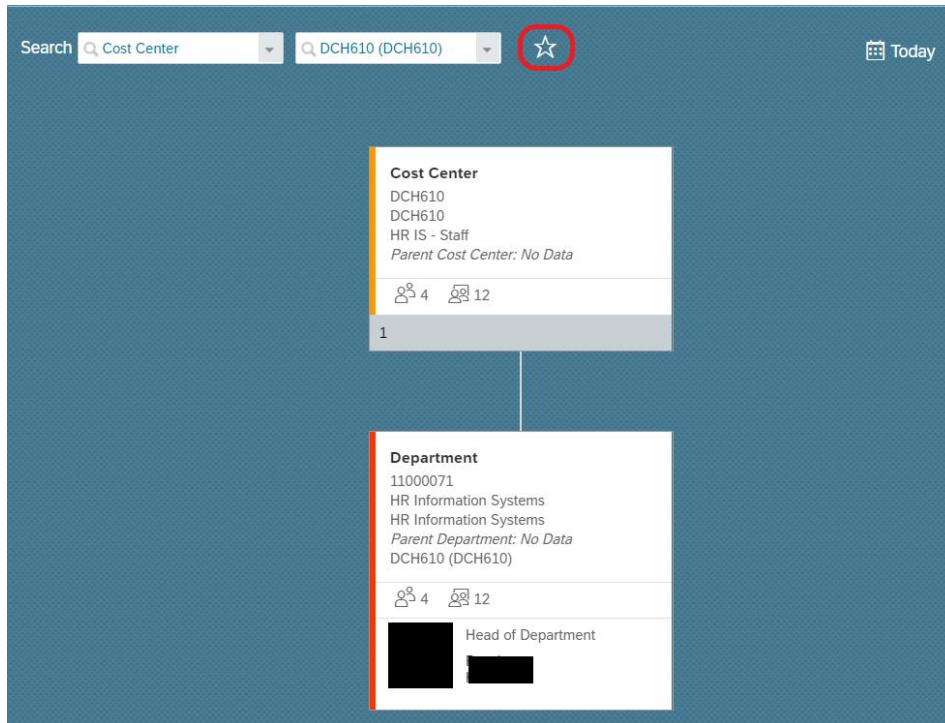 Search Cost Center DCH610 (DCH610) Today
Cost Center
DCH610
DCH610
HR IS - Staff
Parent Cost Center: No Data
4 12
1
Department
11000071
HR Information Systems
HR Information Systems
Parent Department: No Data
DCH610 (DCH610)
4 12
Head of Department